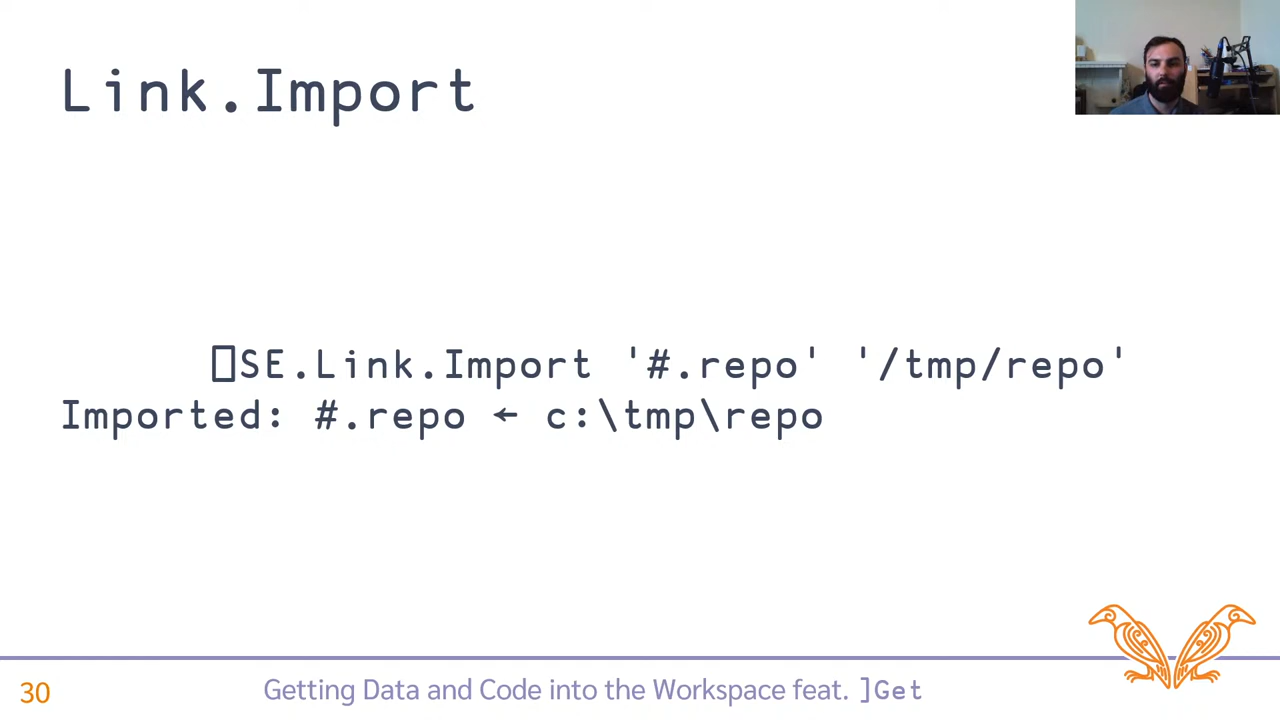 Link.Import
⎕SE.Link.Import '#.repo' '/tmp/repo'
Imported: #.repo ← c:\tmp\repo
30
Getting Data and Code into the Workspace feat. ]Get